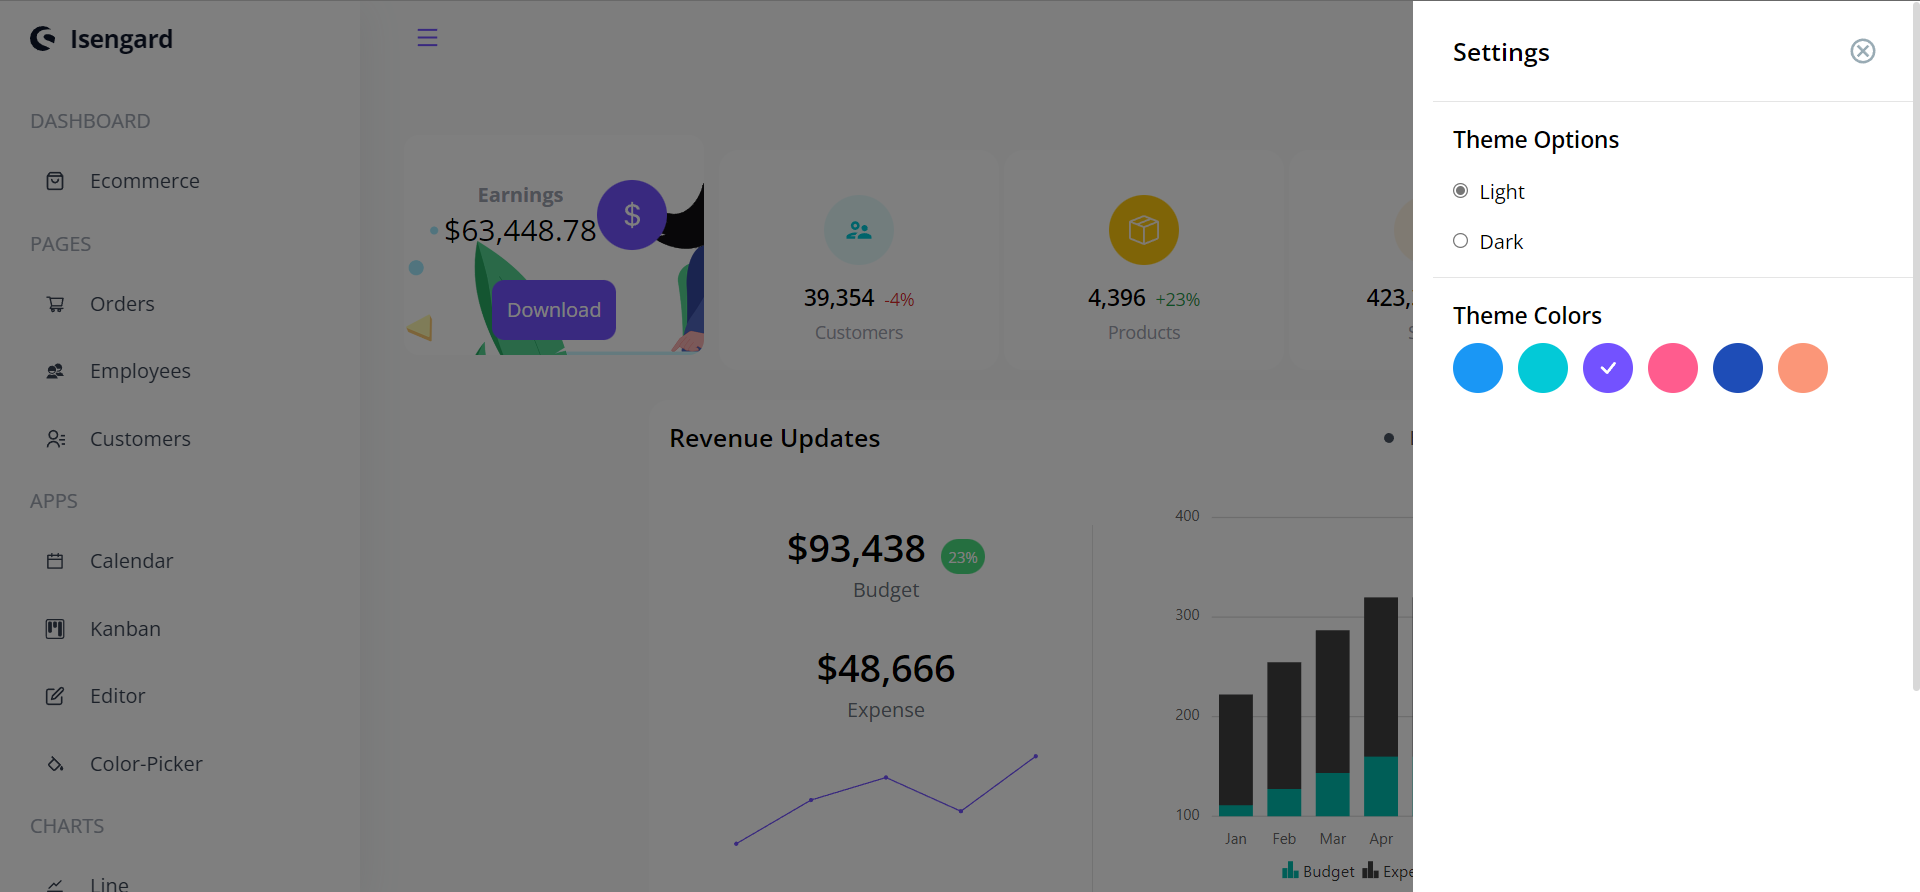 Isengard
DASHBOARD
Ecommerce
PAGES
Orders
Employees
Customers
APPS
Calendar
Kanban
Editor
Color-Picker
CHARTS
Line
Earnings
$63,448.78
$
Download
39,354 -4%
Customers
4,396 +23%
Products
423,
Revenue Updates
$93,438 23%
Budget
$48,666
Expense
400
300
200
100
Jan Feb Mar Apr
Budget Expe
Settings
Theme Options
Light
Dark
Theme Colors